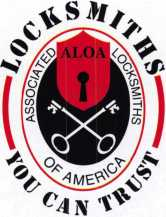 LOCKSMITHS
ASSOCIATED LOCKSMITHS
ALOA
OF AMERICA
YOU CAN TRUST